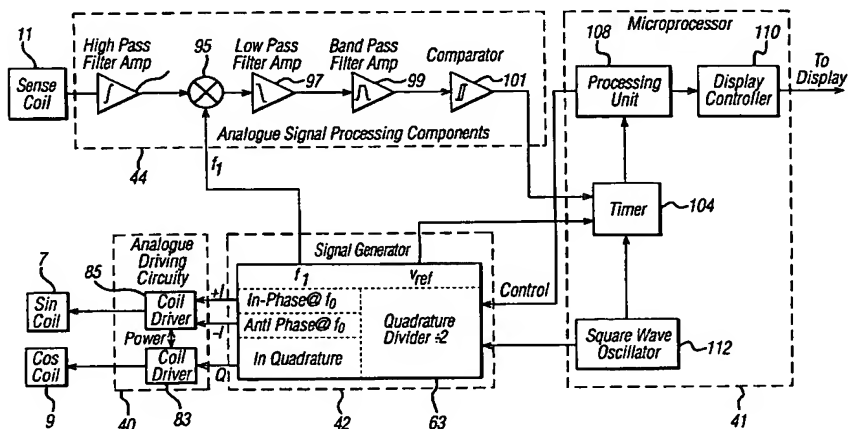 11
Sense
Coil
High Pass
Filter Amp
95
Low Pass
Filter Amp
97
Band Pass
Filter Amp
99
Comparator
101
Analogue Signal Processing Components
44
f1
Microprocessor
108
Processing
Unit
110
Display
Controller
To
Display
Timer
104
Square Wave
Oscillator
112
41
Control
Signal Generator
f1
vref
In-Phase@ f0
Anti Phase@ f0
In Quadrature
Quadrature
Divider ÷2
42
63
Analogue
Driving
Circuity
85
Coil
Driver
Power
Coil
Driver
83
40
+I
-I
Q
7
Sin
Coil
Cos
Coil
9